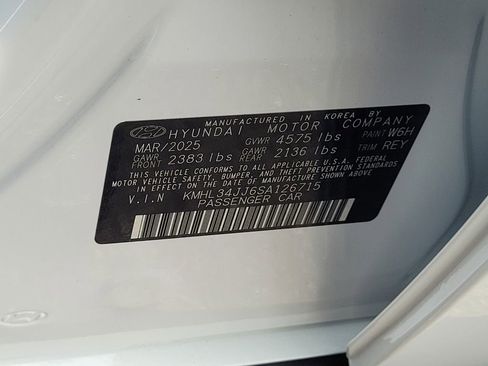 MANUFACTURED IN KOREA BY
HYUNDAI MOTOR COMPANY
MAR/2025 GVWR 4575 lbs PAINT W6H
GAWR FRONT 2383 lbs GAWR REAR 2136 lbs TRIM REY
THIS VEHICLE CONFORMS TO ALL APPLICABLE U.S.A. FEDERAL
MOTOR VEHICLE SAFETY, BUMPER, AND THEFT PREVENTION STANDARDS
IN EFFECT ON THE DATE OF MANUFACTURE SHOWN ABOVE.
V.I.N KMHL34JJ6SA126715
PASSENGER CAR